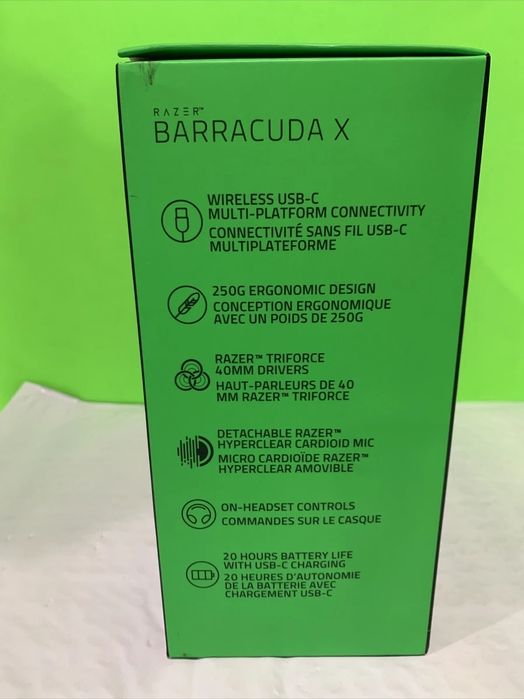 RAZER™
BARRACUDA X
WIRELESS USB-C
MULTI-PLATFORM CONNECTIVITY
CONNECTIVITÉ SANS FIL USB-C
MULTIPLATEFORME
250G ERGONOMIC DESIGN
CONCEPTION ERGONOMIQUE
AVEC UN POIDS DE 250G
RAZER™ TRIFORCE
40MM DRIVERS
HAUT-PARLEURS DE 40
MM RAZER™ TRIFORCE
DETACHABLE RAZER™
HYPERCLEAR CARDIOID MIC
MICRO CARDIOÏDE RAZER™
HYPERCLEAR AMOVIBLE
ON-HEADSET CONTROLS
COMMANDES SUR LE CASQUE
20 HOURS BATTERY LIFE
WITH USB-C CHARGING
20 HEURES D'AUTONOMIE
DE LA BATTERIE AVEC
CHARGEMENT USB-C